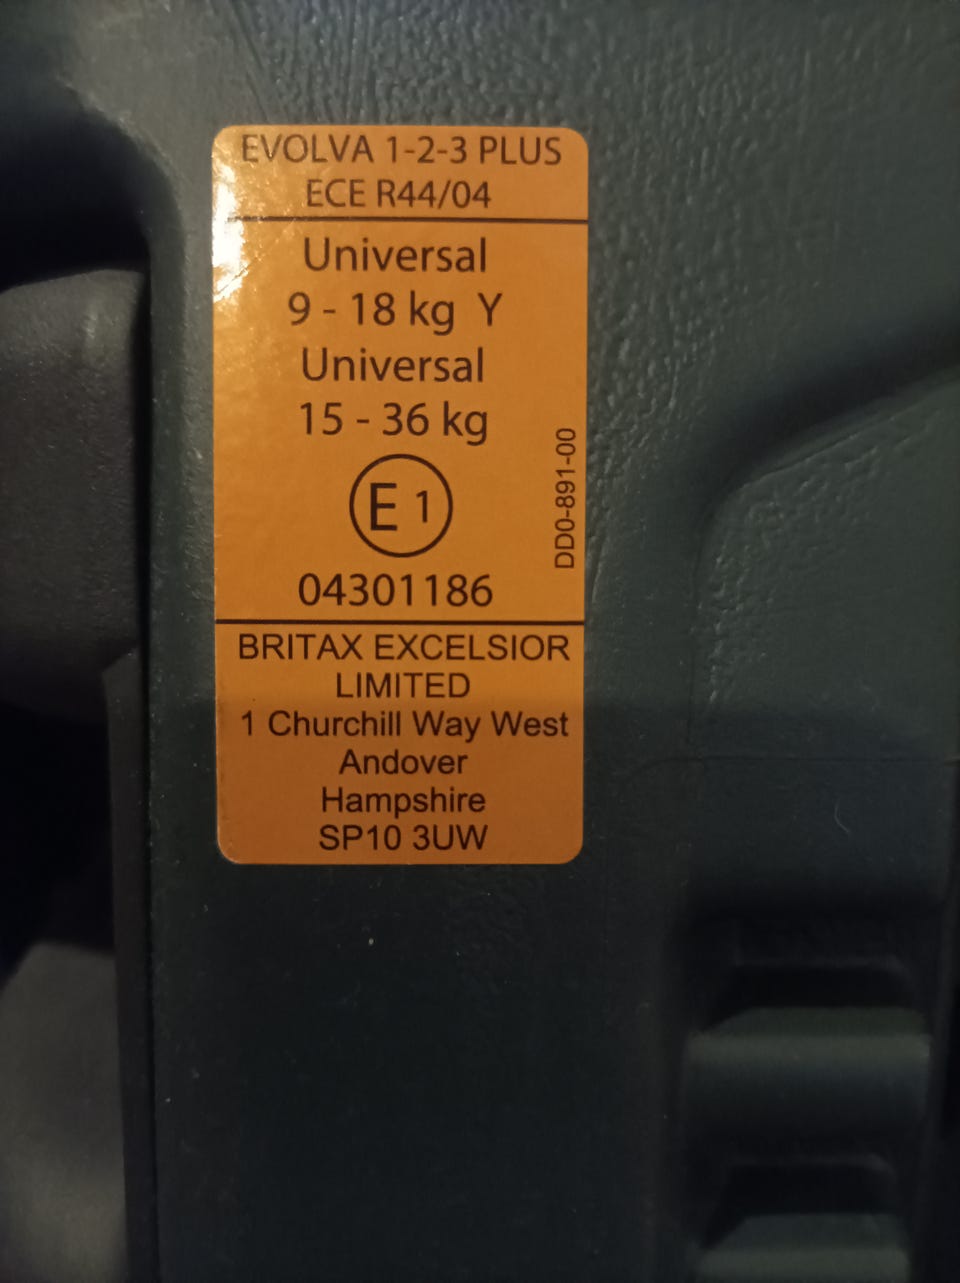 EVOLVA 1-2-3 PLUS
ECE R44/04
Universal
9 - 18 kg Y
Universal
15 - 36 kg
E 1
04301186
DD0-891-00
BRITAX EXCELSIOR
LIMITED
1 Churchill Way West
Andover
Hampshire
SP10 3UW